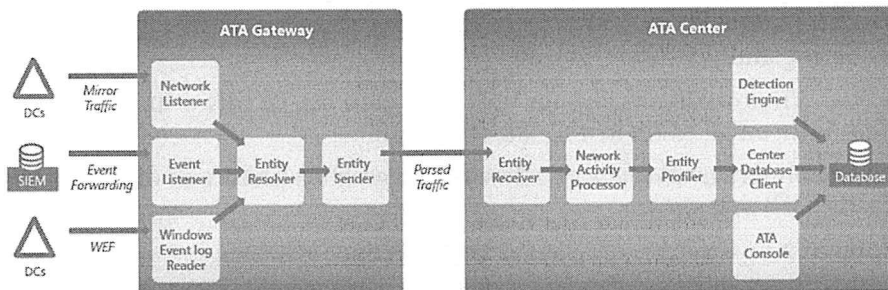 ATA Gateway
ATA Center
DCs
Mirror
Traffic
Network
Listener
SIEM
Event
Forwarding
Event
Listener
DCs
WEF
Windows
Event log
Reader
Entity
Resolver
Entity
Sender
Parsed
Traffic
Entity
Receiver
Nework
Activity
Processor
Entity
Profiler
Detection
Engine
Center
Database
Client
ATA
Console
Database